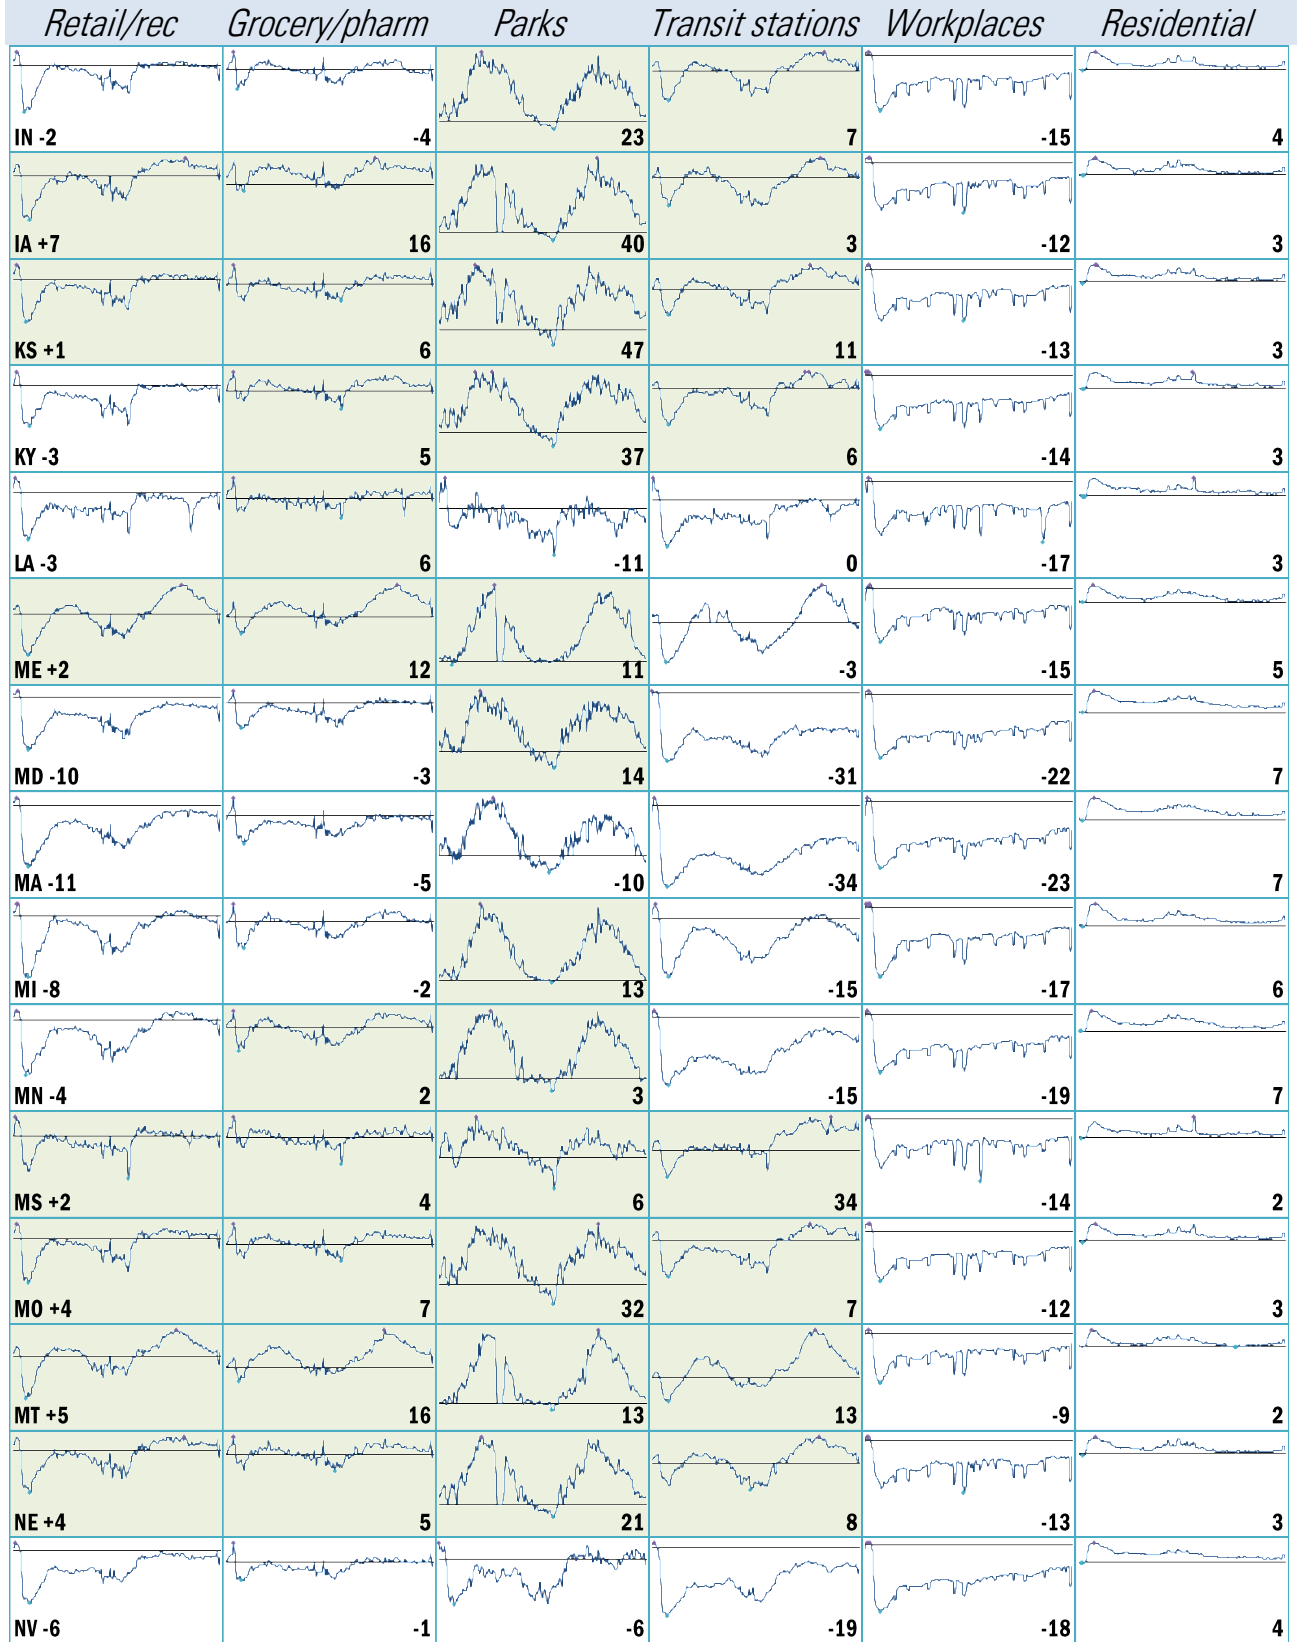 Retail/rec Grocery/pharm Parks Transit stations Workplaces Residential
IN -2 -4 23 7 -15 4
IA +7 16 40 3 -12 3
KS +1 6 47 11 -13 3
KY -3 5 37 6 -14 3
LA -3 6 -11 0 -17 3
ME +2 12 11 -3 -15 5
MD -10 -3 14 -31 -22 7
MA -11 -5 -10 -34 -23 7
MI -8 -2 13 -15 -17 6
MN -4 2 3 -15 -19 7
MS +2 4 6 34 -14 2
MO +4 7 32 7 -12 3
MT +5 16 13 13 -9 2
NE +4 5 21 8 -13 3
NV -6 -1 -6 -19 -18 4